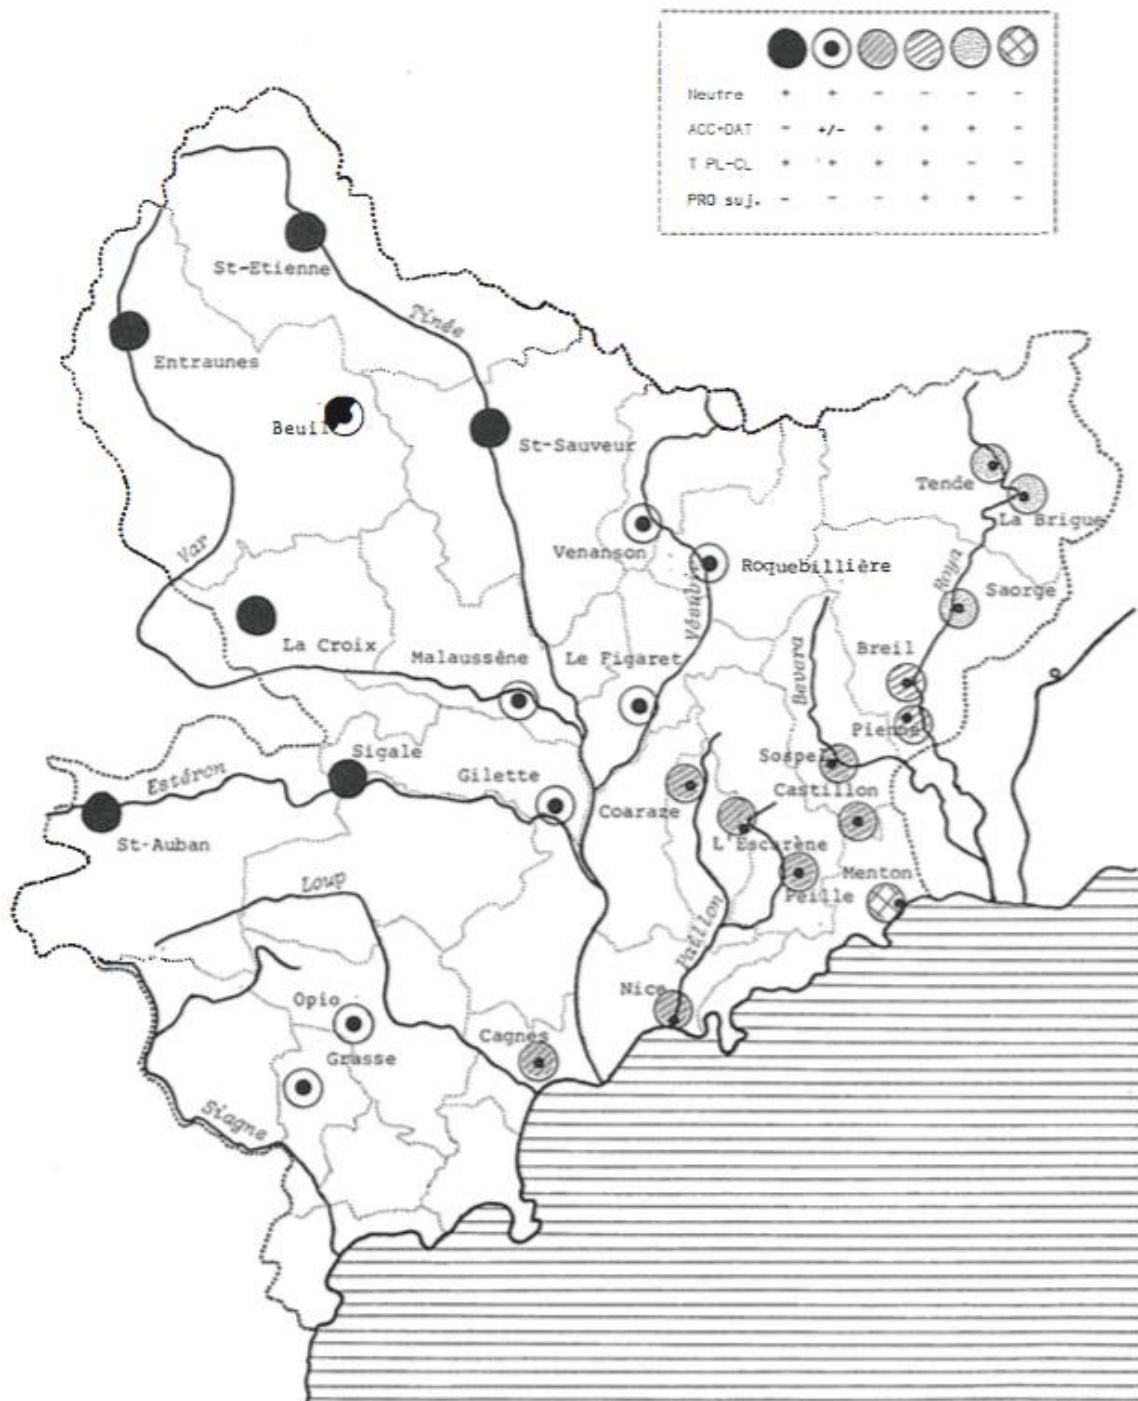 Neutre + + - - - -
ACC+DAT - +/- + + + -
T PL-CL + + + + - -
PRO suj. - - - + + -
St-Etienne
Tinée
Entraunes
Beuil
St-Sauveur
Tende
La Brigue
Var
Venanson
Roquebillière
Vésubie
Roya
Saorge
La Croix
Malaussène
Le Figaret
Bevera
Breil
Piene
Sigale
Sospel
Estéron
Gilette
Castillon
Coaraze
St-Auban
L'Escarène
Loup
Menton
Peille
Paillon
Nice
Opio
Cagnes
Grasse
Siagne